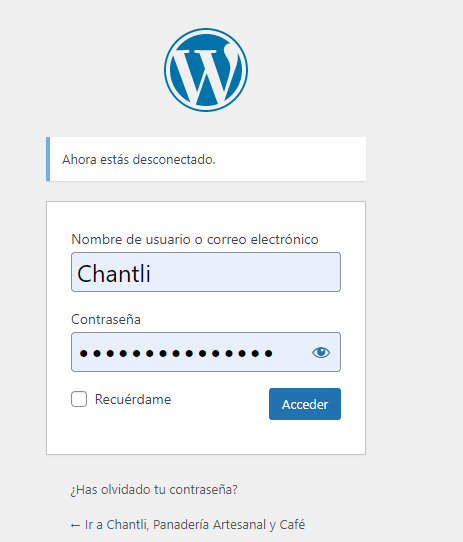 Ahora estás desconectado.
Nombre de usuario o correo electrónico
Chantli
Contraseña
•••••••••••••••
Recuérdame
Acceder
¿Has olvidado tu contraseña?
← Ir a Chantli, Panadería Artesanal y Café